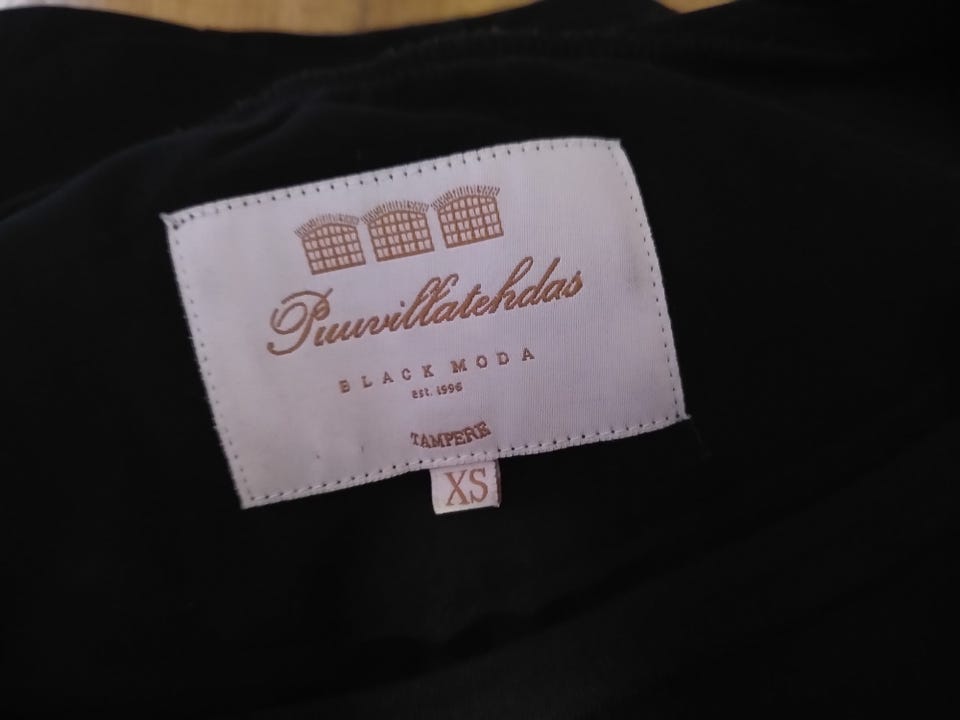 Puuvillatehdas
BLACK MODA
est. 1996
TAMPERE
XS